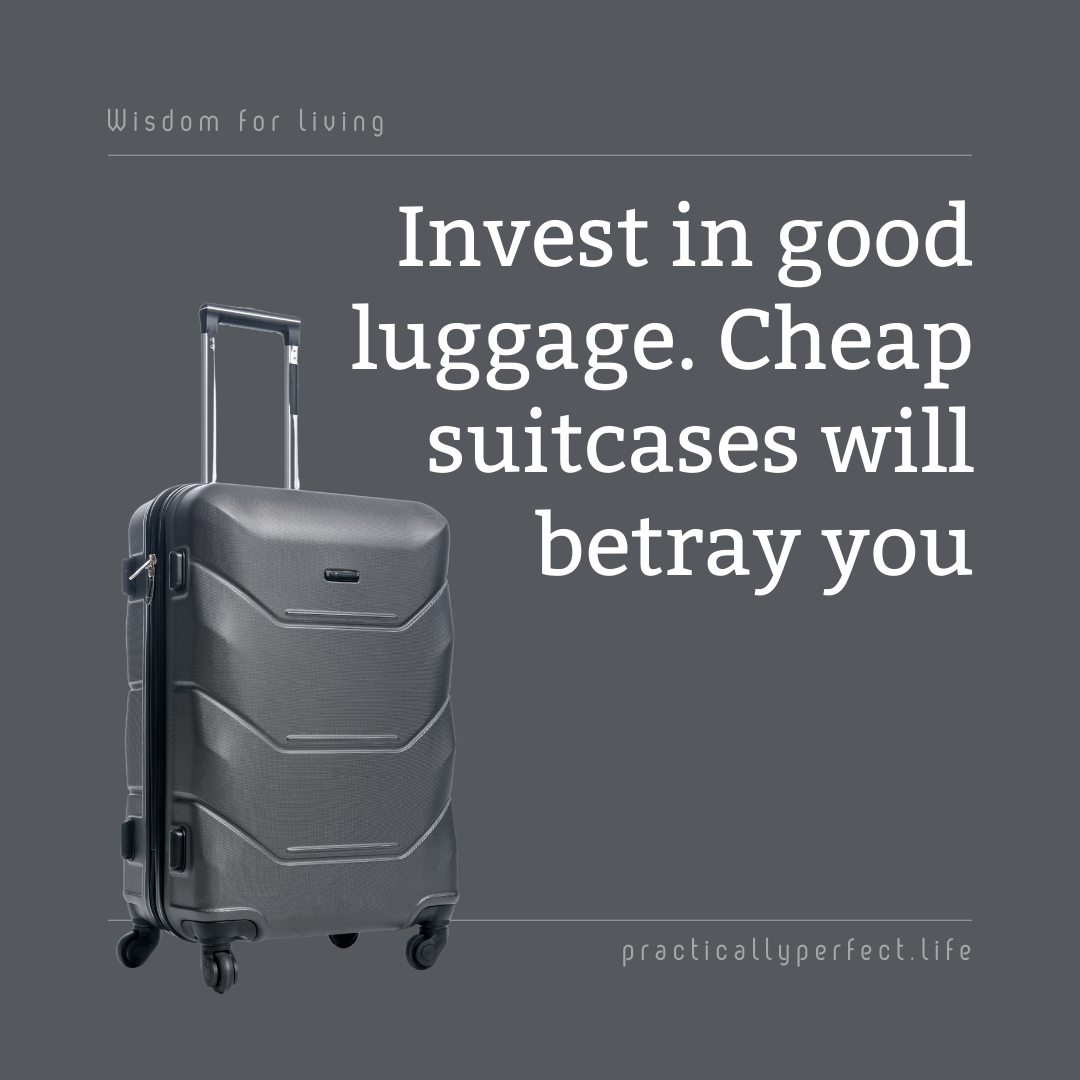 Wisdom for living
Invest in good
luggage. Cheap
suitcases will
betray you
practicallyperfect.life